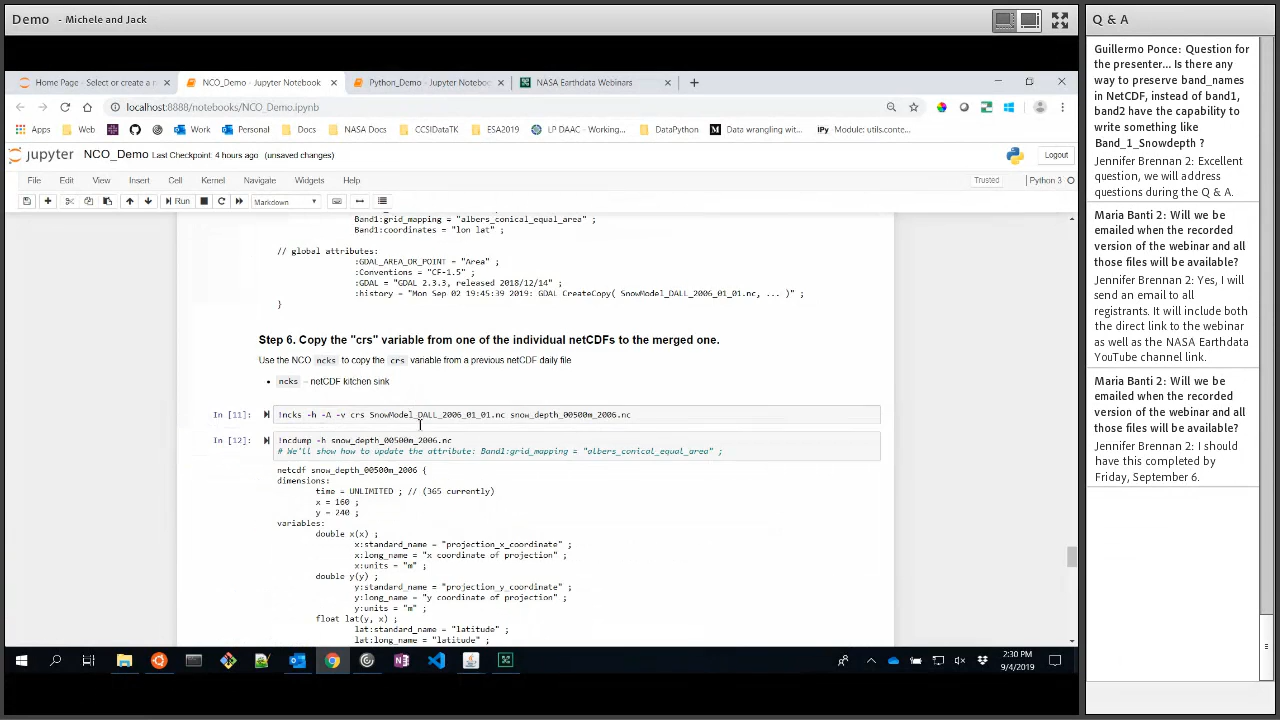 Demo - Michele and Jack
Home Page - Select or create a n
NCO_Demo - Jupyter Notebook
Python_Demo - Jupyter Notebo
NASA Earthdata Webinars
localhost:8888/notebooks/NCO_Demo.ipynb
Apps Web Work Personal Docs NASA Docs CCSIDataTK ESA2019 LP DAAC - Working... DataPython Data wrangling wit... IPy Module: utils.conte...
jupyter NCO_Demo Last Checkpoint: 4 hours ago (unsaved changes) Logout
File Edit View Insert Cell Kernel Navigate Widgets Help Trusted Python 3
Run Markdown
Band1:grid_mapping = "albers_conical_equal_area" ;
Band1:coordinates = "lon lat" ;
// global attributes:
:GDAL_AREA_OR_POINT = "Area" ;
:Conventions = "CF-1.5" ;
:GDAL = "GDAL 2.3.3, released 2018/12/14" ;
:history = "Mon Sep 02 19:45:39 2019: GDAL CreateCopy( SnowModel_DALL_2006_01_01.nc, ... )" ;
}
Step 6. Copy the "crs" variable from one of the individual netCDFs to the merged one.
Use the NCO ncks to copy the crs variable from a previous netCDF daily file
• ncks – netCDF kitchen sink
In [11]: !ncks -h -A -v crs SnowModel_DALL_2006_01_01.nc snow_depth_00500m_2006.nc
In [12]: !ncdump -h snow_depth_00500m_2006.nc
# We'll show how to update the attribute: Band1:grid_mapping = "albers_conical_equal_area" ;
netcdf snow_depth_00500m_2006 {
dimensions:
time = UNLIMITED ; // (365 currently)
x = 160 ;
y = 240 ;
variables:
double x(x) ;
x:standard_name = "projection_x_coordinate" ;
x:long_name = "x coordinate of projection" ;
x:units = "m" ;
double y(y) ;
y:standard_name = "projection_y_coordinate" ;
y:long_name = "y coordinate of projection" ;
y:units = "m" ;
float lat(y, x) ;
lat:standard_name = "latitude" ;
lat:long_name = "latitude" ;
2:30 PM
9/4/2019
Q & A
Guillermo Ponce: Question for
the presenter... Is there any
way to preserve band_names
in NetCDF, instead of band1,
band2 have the capability to
write something like
Band_1_Snowdepth ?
Jennifer Brennan 2: Excellent
question, we will address
questions during the Q & A.
Maria Banti 2: Will we be
emailed when the recorded
version of the webinar and all
those files will be available?
Jennifer Brennan 2: Yes, I will
send an email to all
registrants. It will include both
the direct link to the webinar
as well as the NASA Earthdata
YouTube channel link.
Maria Banti 2: Will we be
emailed when the recorded
version of the webinar and all
those files will be available?
Jennifer Brennan 2: I should
have this completed by
Friday, September 6.